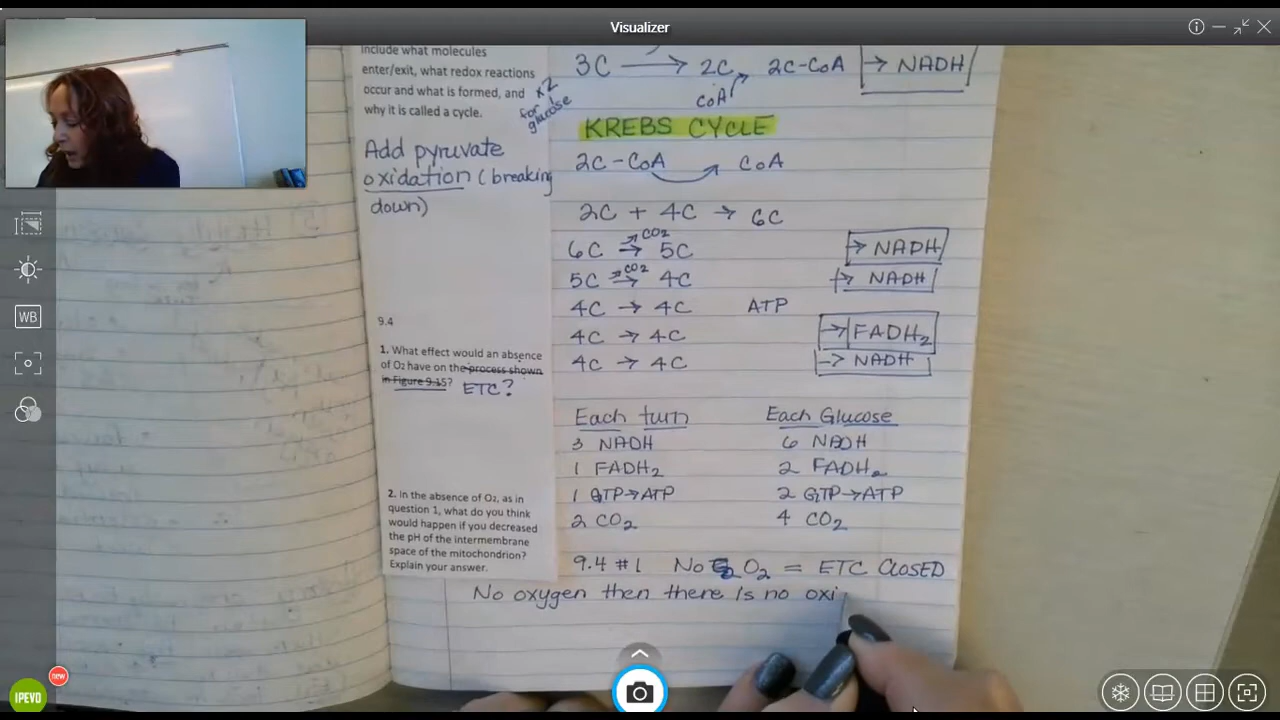 Visualizer
include what molecules
enter/exit, what redox reactions
occur and what is formed, and
why it is called a cycle.
x2
for
glucose
Add pyruvate
oxidation (breaking
down)
9.4
1. What effect would an absence
of O2 have on the process shown
in Figure 9.15? ETC?
2. In the absence of O2, as in
question 1, what do you think
would happen if you decreased
the pH of the intermembrane
space of the mitochondrion?
Explain your answer.
3C → 2C 2C-CoA → NADH
CoA
KREBS CYCLE
2C-CoA → CoA
2C + 4C → 6C
CO2
6C → 5C → NADH
CO2
5C → 4C → NADH
4C → 4C ATP
4C → 4C → FADH2
4C → 4C → NADH
Each turn Each Glucose
3 NADH 6 NADH
1 FADH2 2 FADH2
1 GTP→ATP 2 GTP→ATP
2 CO2 4 CO2
9.4 #1 No O2 = ETC CLOSED
No oxygen then there is no oxi
WB
new
IPEVO